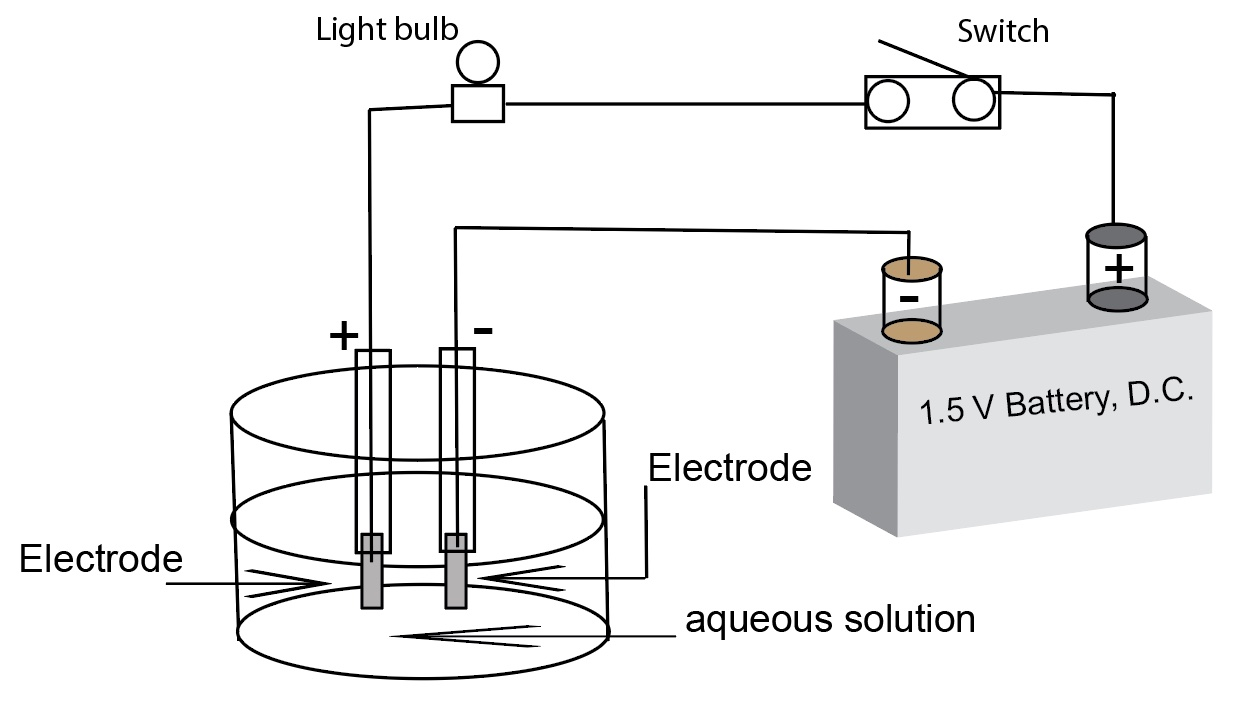 Light bulb
Switch
+
-
-
+
1.5 V Battery, D.C.
Electrode
Electrode
aqueous solution